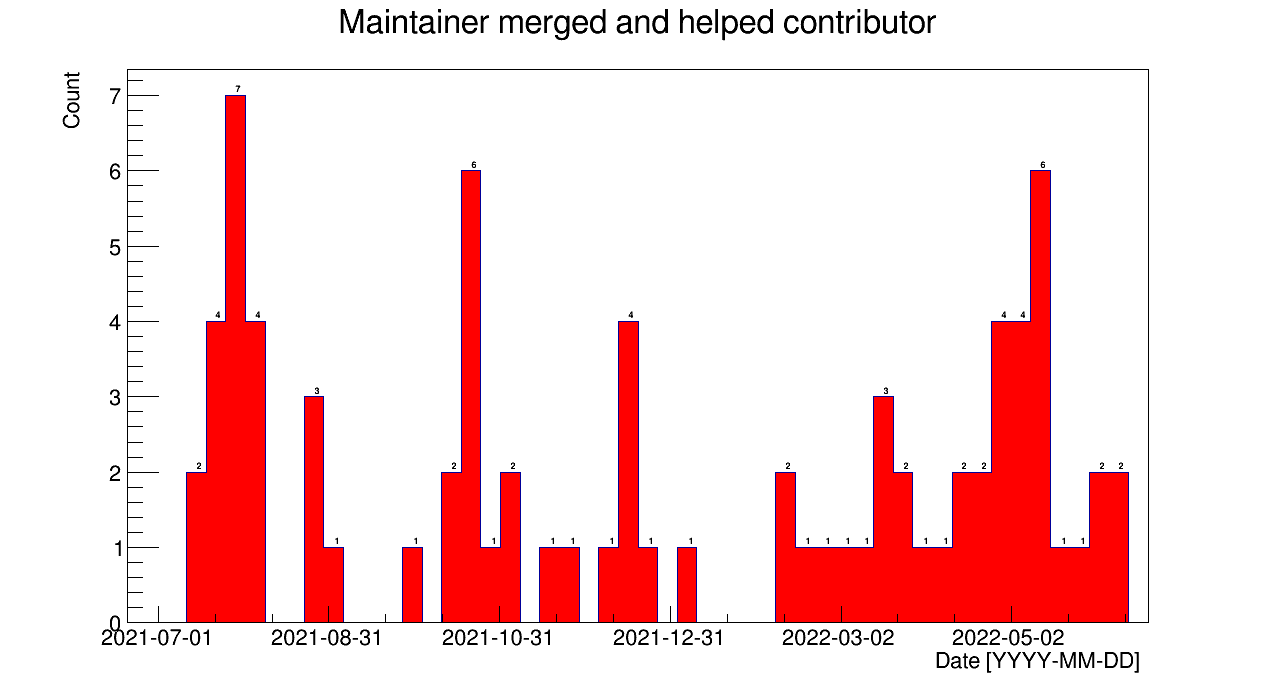 Maintainer merged and helped contributor
Count
7
6
5
4
3
2
1
0
2 4 7 4 3 1 1 2 6 1 2 1 1 1 4 1 1 2 1 1 1 1 3 2 1 1 2 2 4 4 6 1 1 2 2
2021-07-01 2021-08-31 2021-10-31 2021-12-31 2022-03-02 2022-05-02
Date [YYYY-MM-DD]